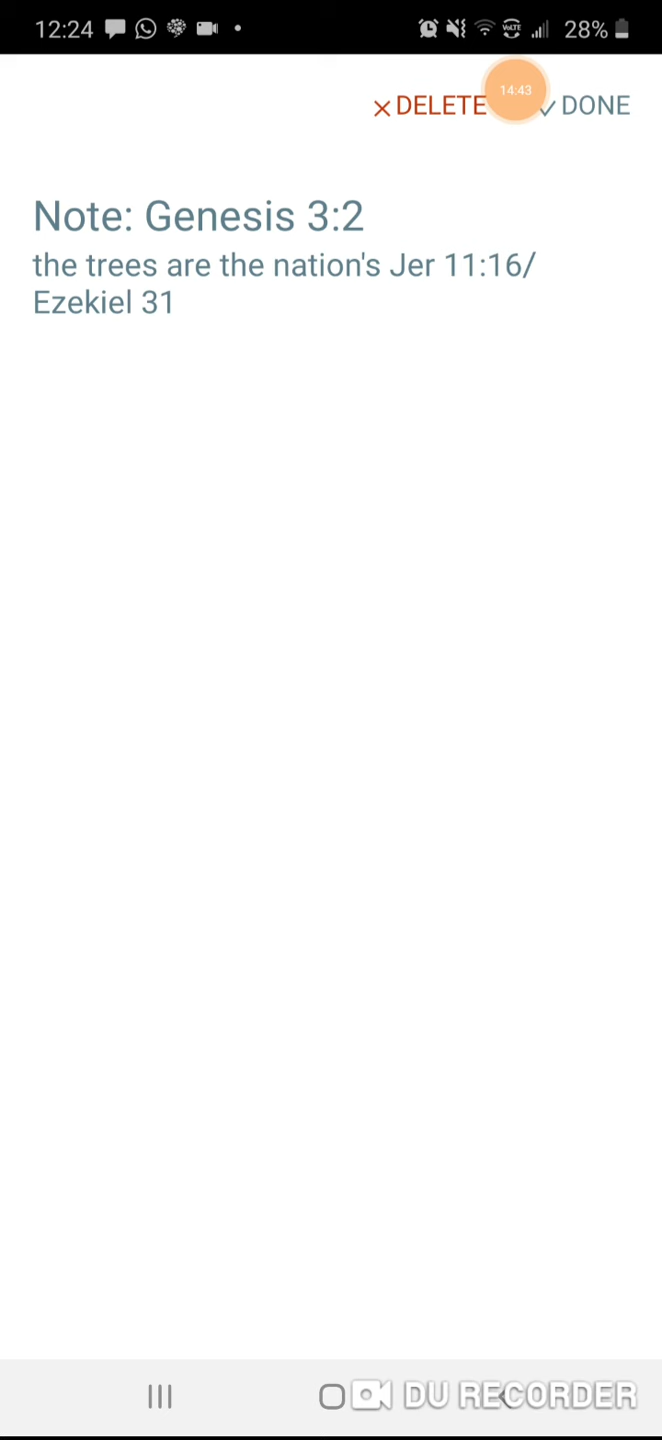 12:24 VoLTE 28%
DELETE 14:43 DONE
Note: Genesis 3:2
the trees are the nation's Jer 11:16/
Ezekiel 31
DU RECORDER